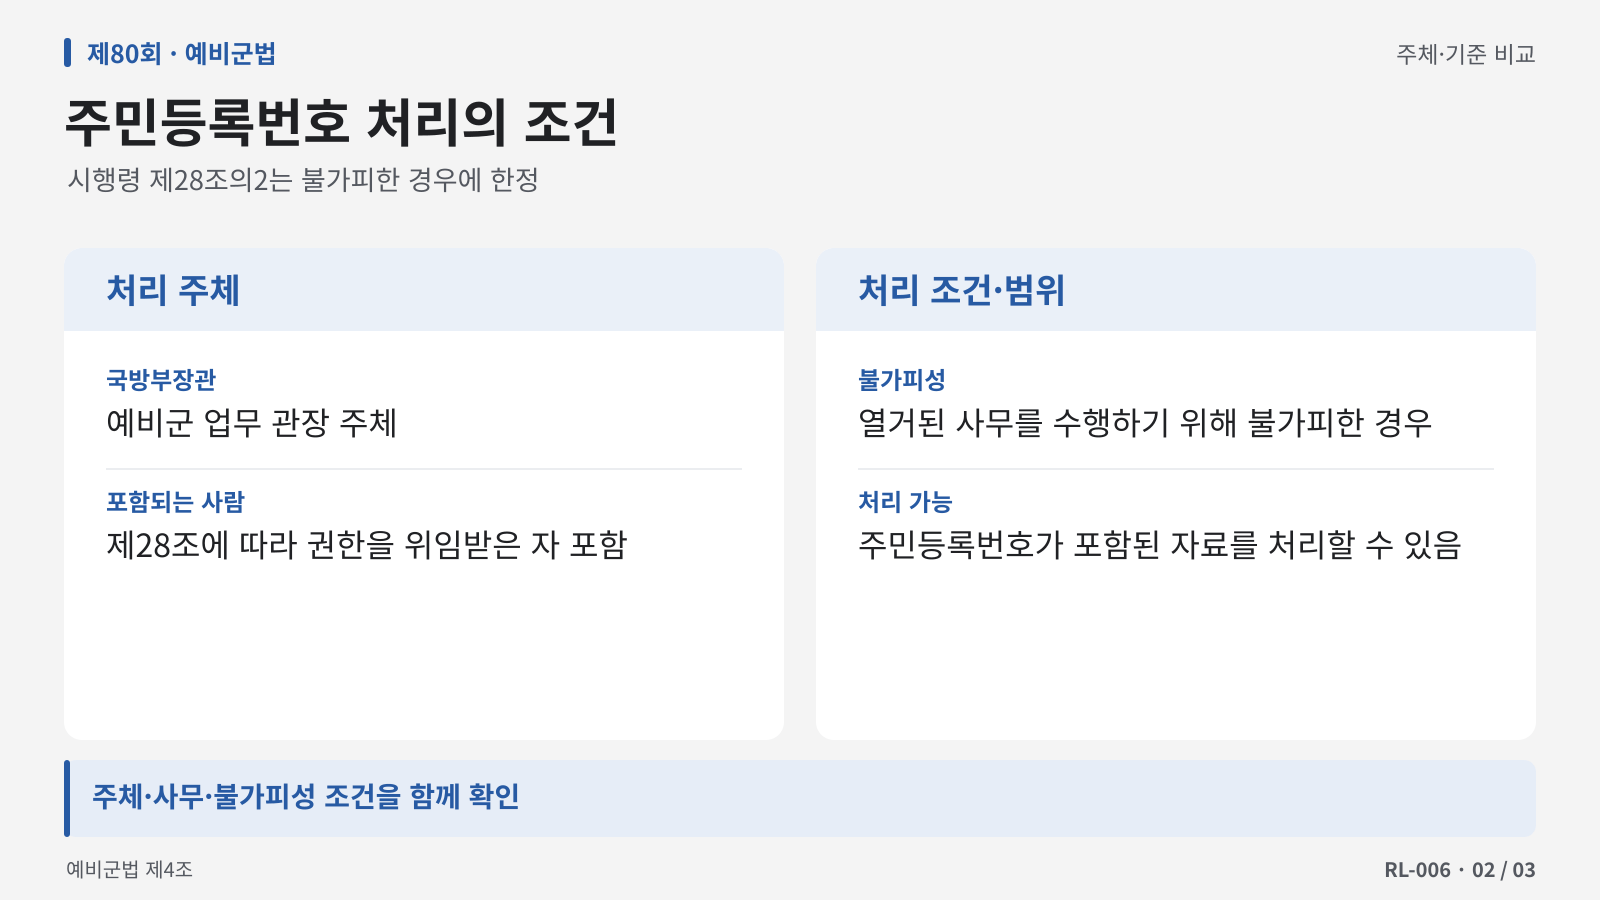 제80회 · 예비군법
주체·기준 비교
주민등록번호 처리의 조건
시행령 제28조의2는 불가피한 경우에 한정
처리 주체
국방부장관
예비군 업무 관장 주체
포함되는 사람
제28조에 따라 권한을 위임받은 자 포함
처리 조건·범위
불가피성
열거된 사무를 수행하기 위해 불가피한 경우
처리 가능
주민등록번호가 포함된 자료를 처리할 수 있음
주체·사무·불가피성 조건을 함께 확인
예비군법 제4조
RL-006 · 02 / 03